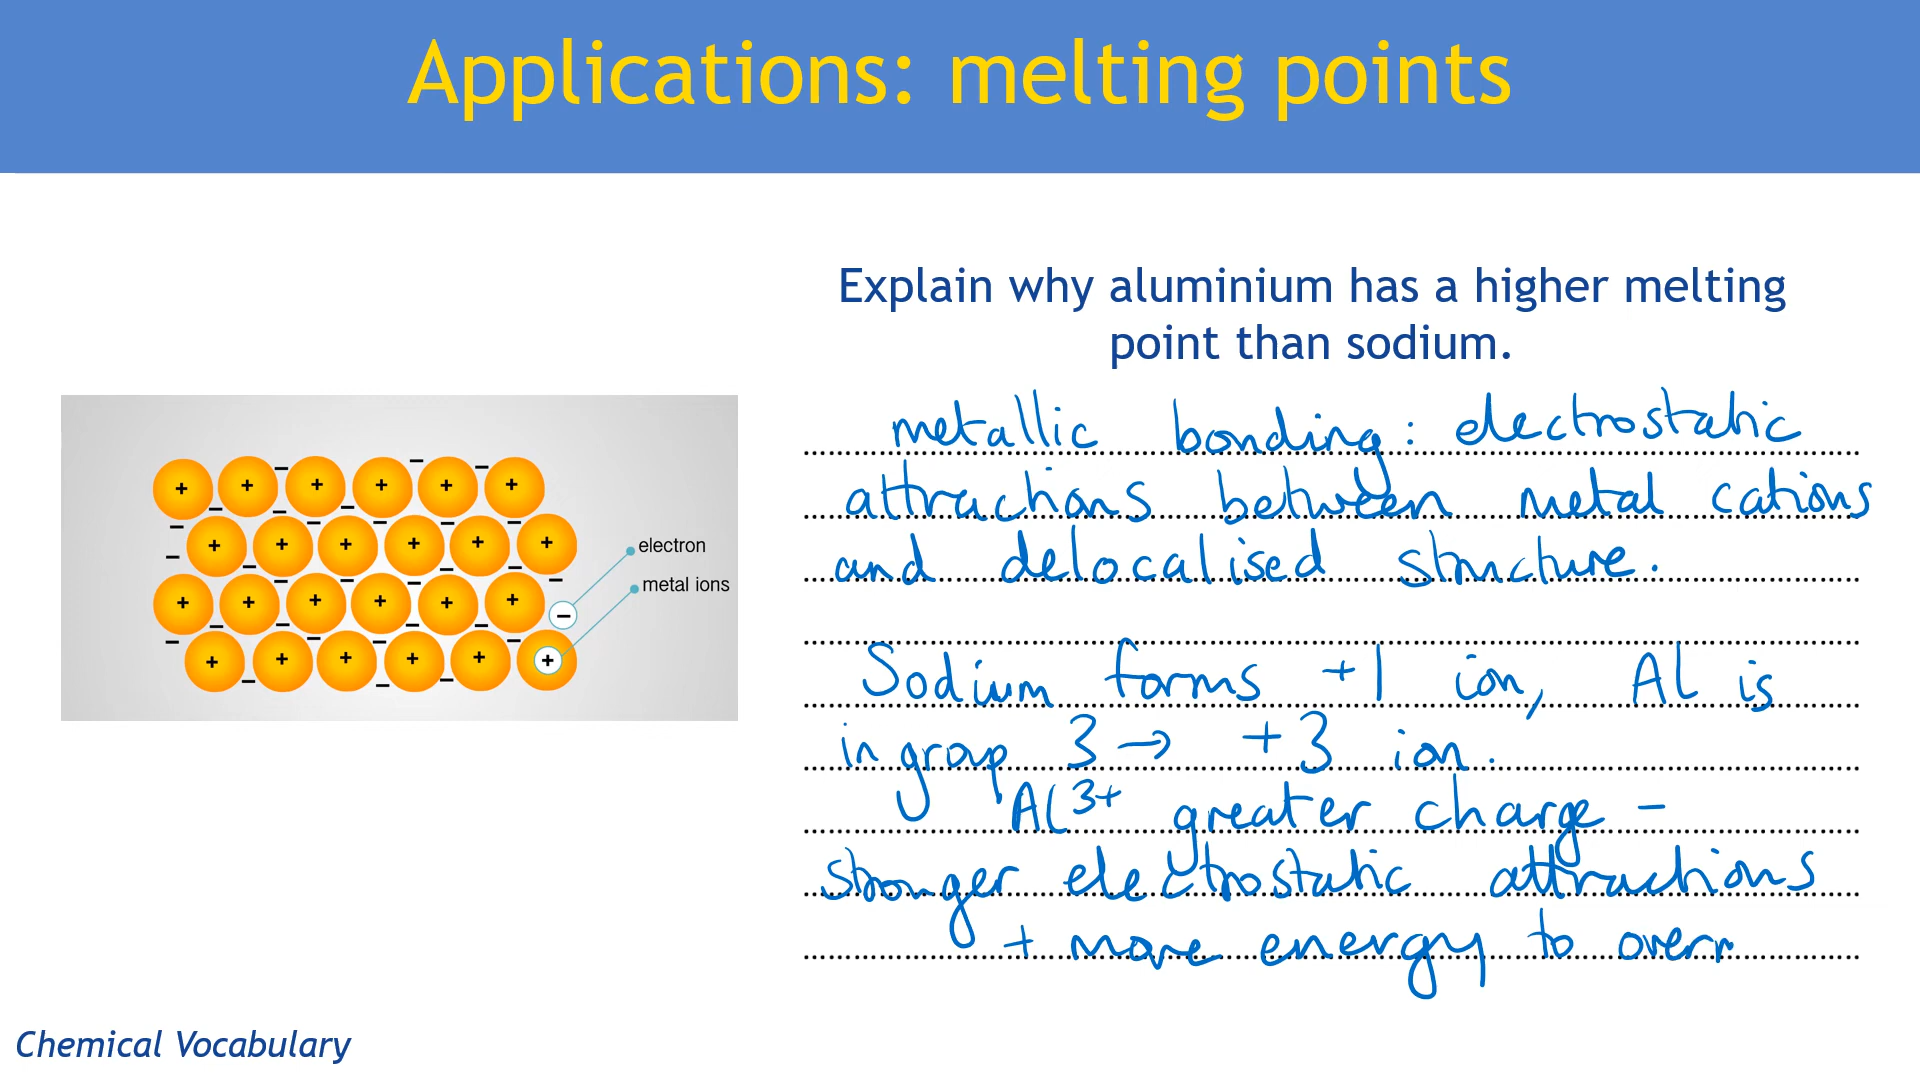 Applications: melting points
Explain why aluminium has a higher melting
point than sodium.
metallic bonding: electrostatic
attractions between metal cations
and delocalised structure.
Sodium forms +1 ion, Al is
in group 3 → +3 ion.
Al³⁺ greater charge -
stronger electrostatic attractions
+ more energy to over
electron
metal ions
Chemical Vocabulary